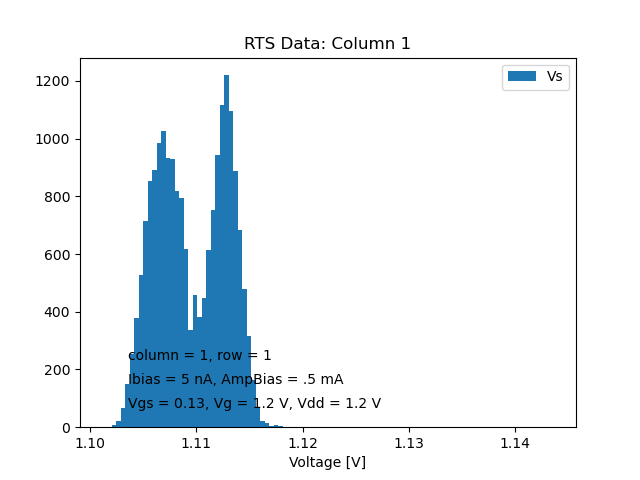 RTS Data: Column 1
Vs
1200
1000
800
600
400
200
0
column = 1, row = 1
Ibias = 5 nA, AmpBias = .5 mA
Vgs = 0.13, Vg = 1.2 V, Vdd = 1.2 V
1.10 1.11 1.12 1.13 1.14
Voltage [V]